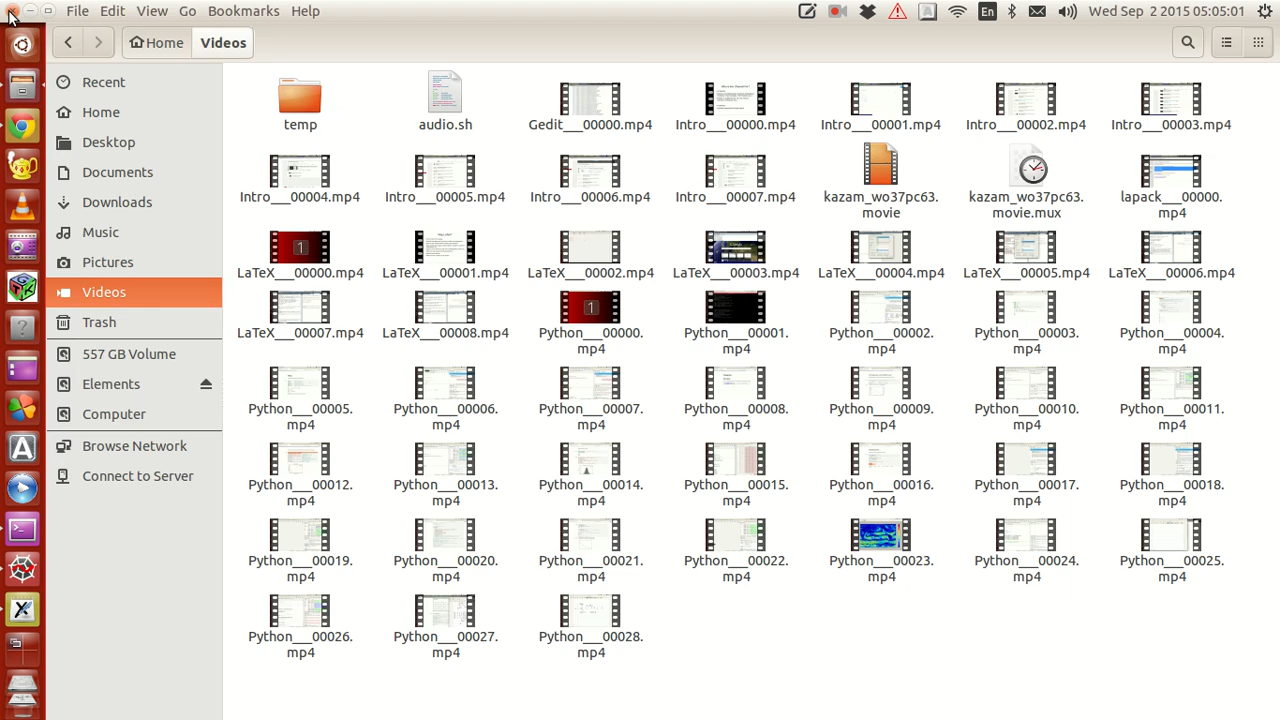 File Edit View Go Bookmarks Help
En
Wed Sep 2 2015 05:05:01
Home Videos
Recent
Home
Desktop
Documents
Downloads
Music
Pictures
Videos
Trash
557 GB Volume
Elements
Computer
Browse Network
Connect to Server
temp audio.sh Gedit___00000.mp4 Intro___00000.mp4 Intro___00001.mp4 Intro___00002.mp4 Intro___00003.mp4
Intro___00004.mp4 Intro___00005.mp4 Intro___00006.mp4 Intro___00007.mp4 kazam_wo37pc63. kazam_wo37pc63. lapack___00000.
movie movie.mux mp4
1
LaTeX___00000.mp4 LaTeX___00001.mp4 LaTeX___00002.mp4 LaTeX___00003.mp4 LaTeX___00004.mp4 LaTeX___00005.mp4 LaTeX___00006.mp4
1
LaTeX___00007.mp4 LaTeX___00008.mp4 Python___00000. Python___00001. Python___00002. Python___00003. Python___00004.
mp4 mp4 mp4 mp4 mp4
Python___00005. Python___00006. Python___00007. Python___00008. Python___00009. Python___00010. Python___00011.
mp4 mp4 mp4 mp4 mp4 mp4 mp4
Python___00012. Python___00013. Python___00014. Python___00015. Python___00016. Python___00017. Python___00018.
mp4 mp4 mp4 mp4 mp4 mp4 mp4
Python___00019. Python___00020. Python___00021. Python___00022. Python___00023. Python___00024. Python___00025.
mp4 mp4 mp4 mp4 mp4 mp4 mp4
Python___00026. Python___00027. Python___00028.
mp4 mp4 mp4